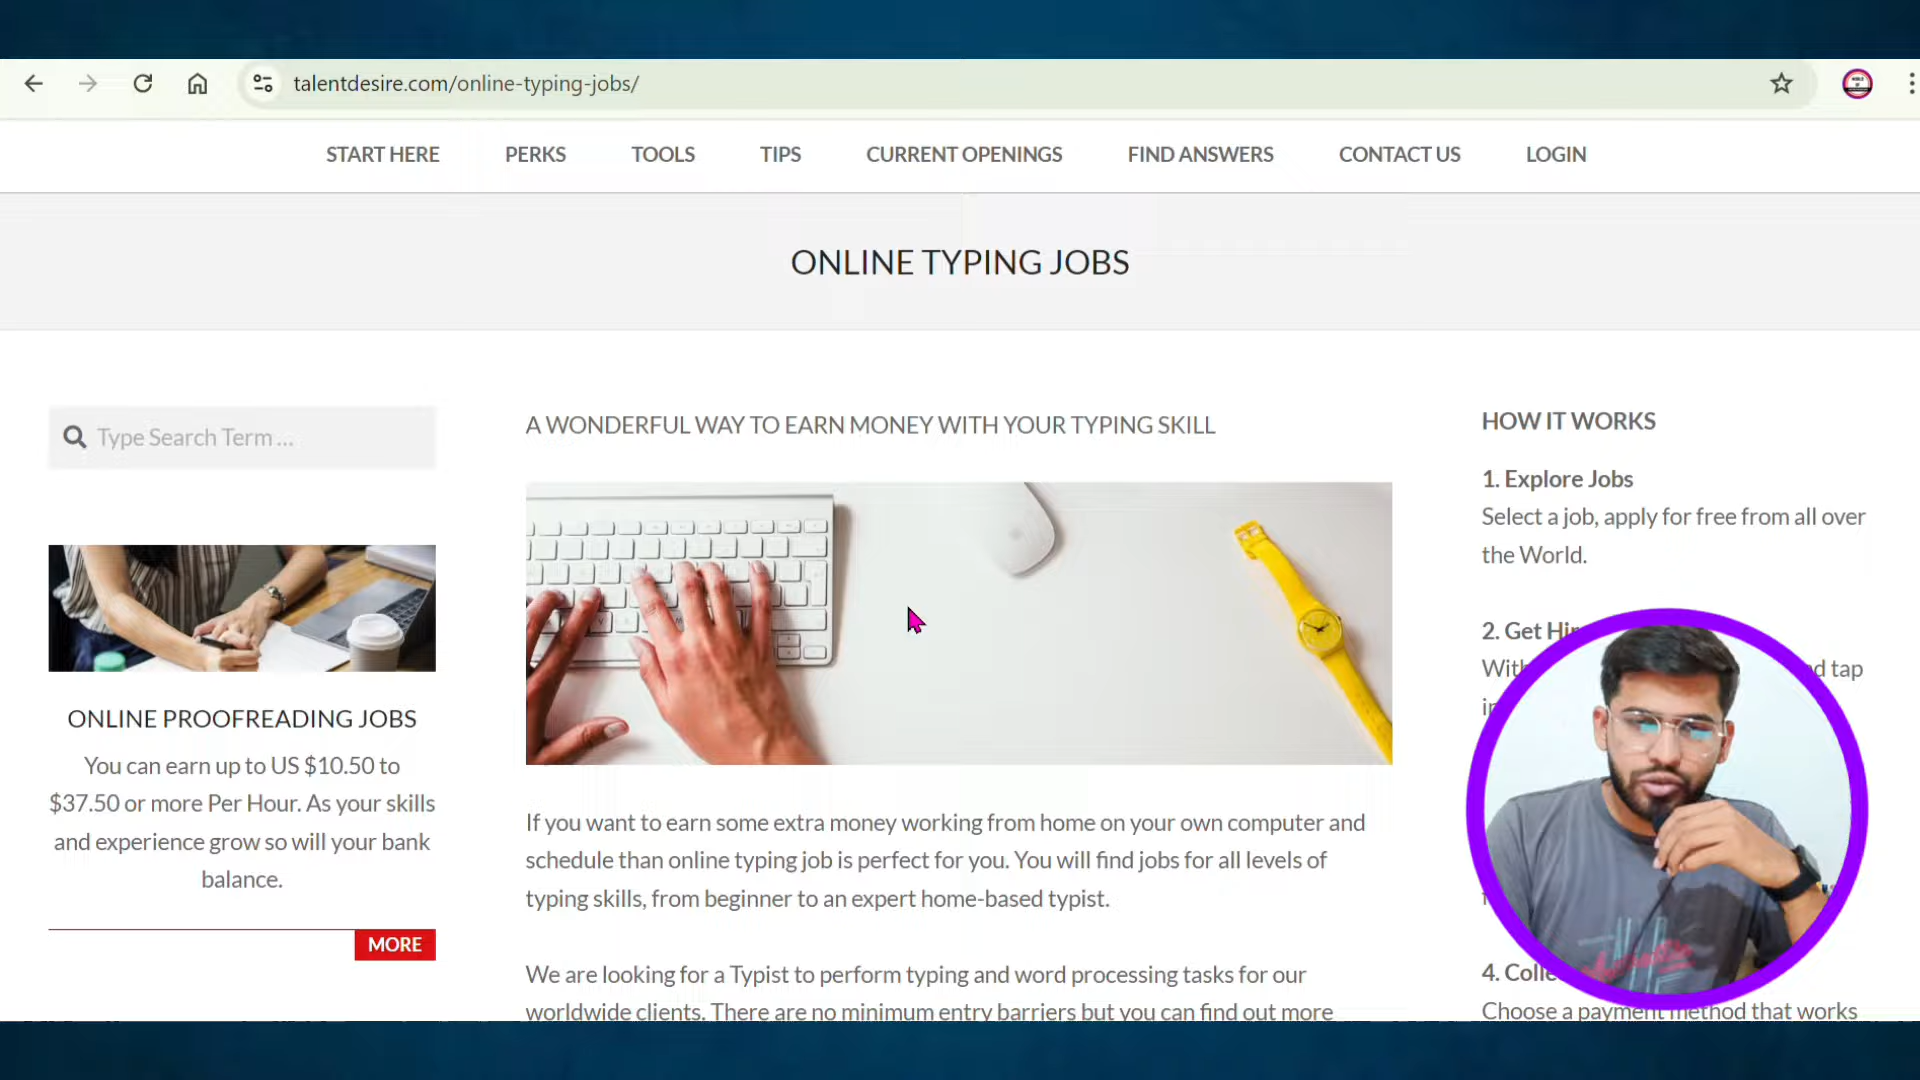 talentdesire.com/online-typing-jobs/
START HERE PERKS TOOLS TIPS CURRENT OPENINGS FIND ANSWERS CONTACT US LOGIN
ONLINE TYPING JOBS
Type Search Term ...
ONLINE PROOFREADING JOBS
You can earn up to US $10.50 to
$37.50 or more Per Hour. As your skills
and experience grow so will your bank
balance.
MORE
A WONDERFUL WAY TO EARN MONEY WITH YOUR TYPING SKILL
If you want to earn some extra money working from home on your own computer and
schedule than online typing job is perfect for you. You will find jobs for all levels of
typing skills, from beginner to an expert home-based typist.
We are looking for a Typist to perform typing and word processing tasks for our
worldwide clients. There are no minimum entry barriers but you can find out more
HOW IT WORKS
1. Explore Jobs
Select a job, apply for free from all over
the World.
2. Get
tap
4.
Choose a payment method that works